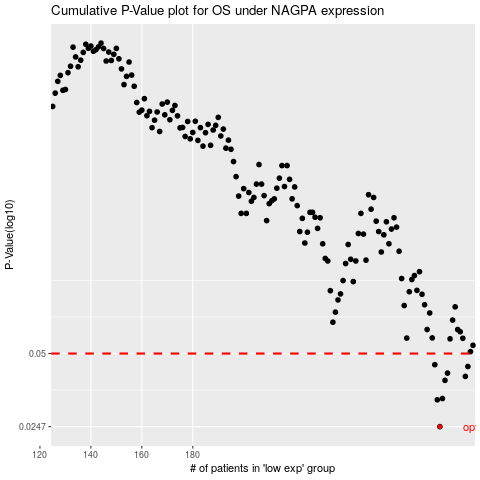 Cumulative P-Value plot for OS under NAGPA expression
P-Value(log10)
0.05
0.0247
op
120 140 160 180
# of patients in 'low exp' group